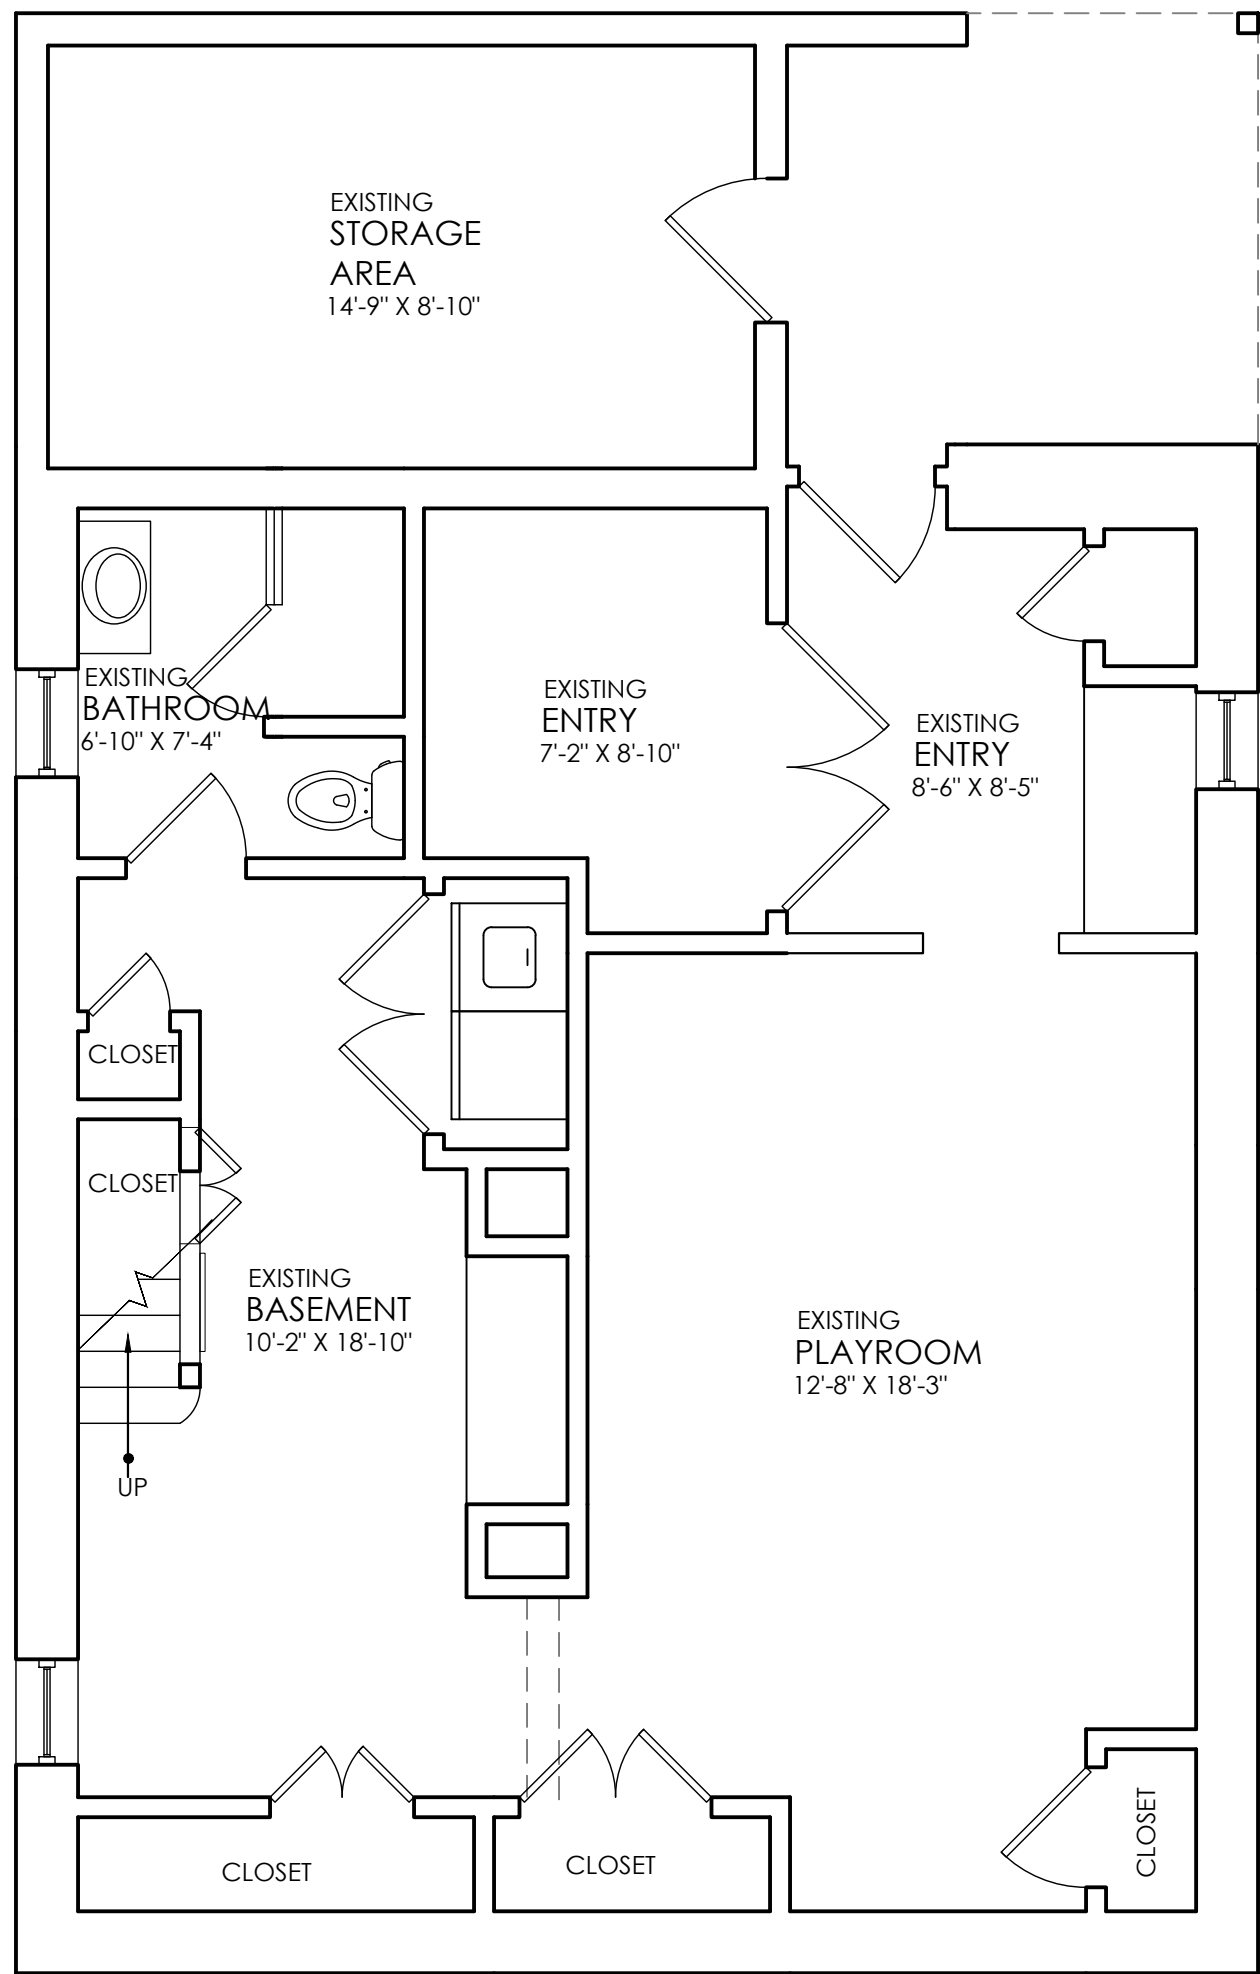 EXISTING
STORAGE
AREA
14'-9" X 8'-10"
EXISTING
BATHROOM
6'-10" X 7'-4"
EXISTING
ENTRY
7'-2" X 8'-10"
EXISTING
ENTRY
8'-6" X 8'-5"
CLOSET
CLOSET
EXISTING
BASEMENT
10'-2" X 18'-10"
EXISTING
PLAYROOM
12'-8" X 18'-3"
UP
CLOSET
CLOSET
CLOSET